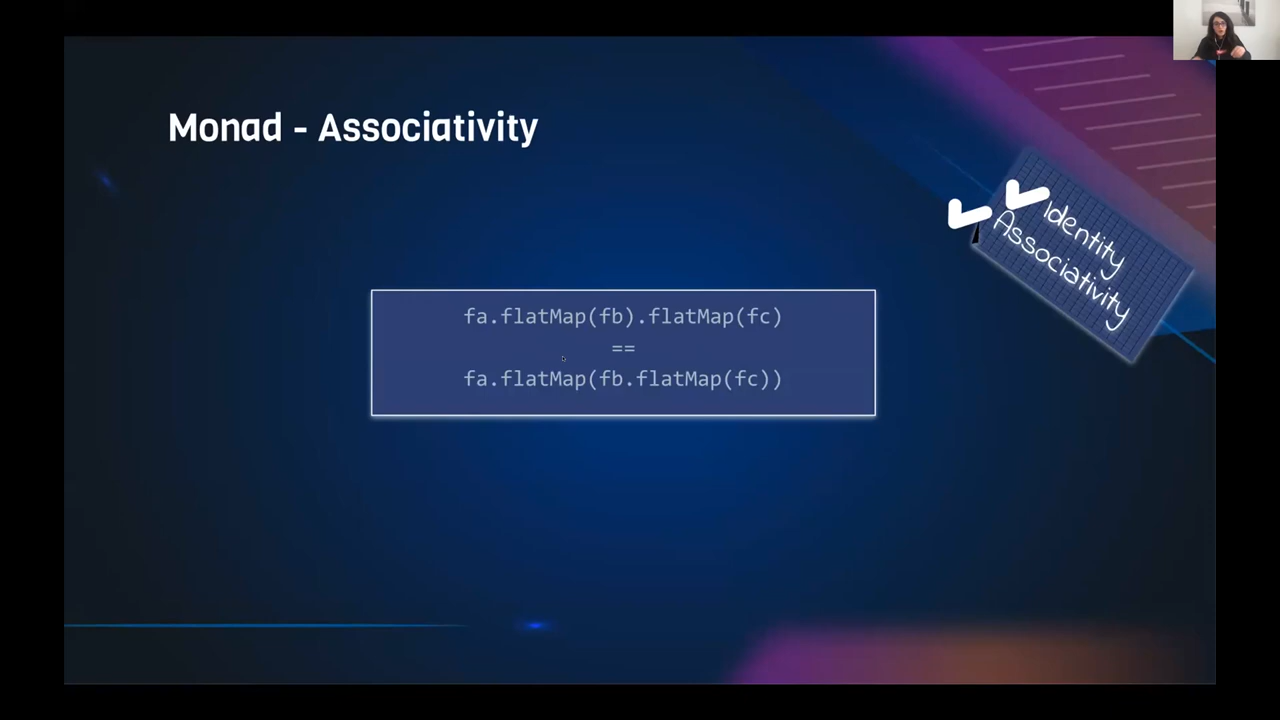 Monad - Associativity
Identity
Associativity
fa.flatMap(fb).flatMap(fc)
==
fa.flatMap(fb.flatMap(fc))